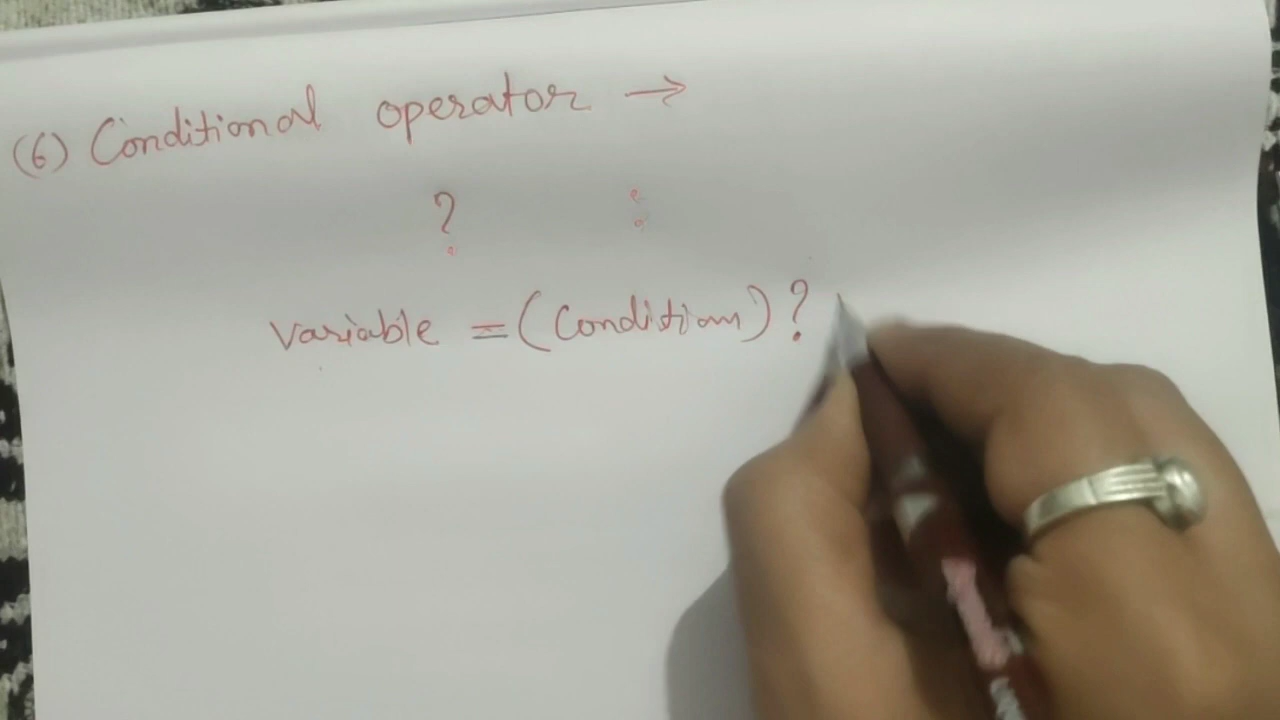 (6) Conditional operator →
? :
variable = (Condition) ?